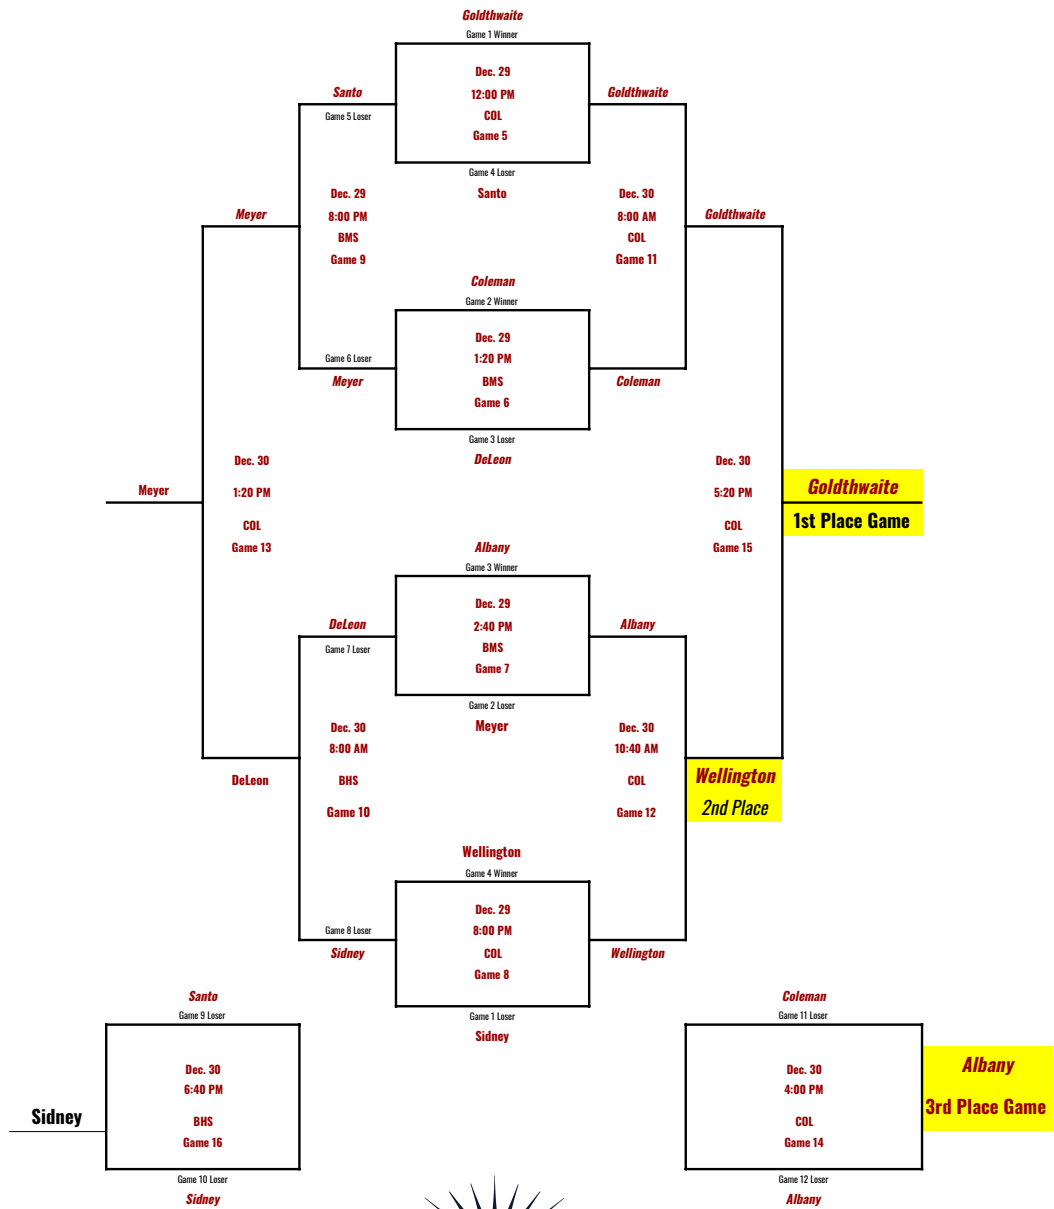 Goldthwaite
Game 1 Winner
Dec. 29
12:00 PM
COL
Game 5
Game 4 Loser
Santo
Santo
Game 5 Loser
Goldthwaite
Dec. 29
8:00 PM
BMS
Game 9
Dec. 30
8:00 AM
COL
Game 11
Meyer
Goldthwaite
Coleman
Game 2 Winner
Dec. 29
1:20 PM
BMS
Game 6
Game 3 Loser
DeLeon
Game 6 Loser
Meyer
Coleman
Dec. 30
1:20 PM
COL
Game 13
Meyer
Dec. 30
5:20 PM
COL
Game 15
Goldthwaite
1st Place Game
Albany
Game 3 Winner
Dec. 29
2:40 PM
BMS
Game 7
Game 2 Loser
Meyer
DeLeon
Game 7 Loser
Albany
Dec. 30
8:00 AM
BHS
Game 10
Dec. 30
10:40 AM
COL
Game 12
DeLeon
Wellington
2nd Place
Wellington
Game 4 Winner
Dec. 29
8:00 PM
COL
Game 8
Game 1 Loser
Sidney
Game 8 Loser
Sidney
Wellington
Santo
Game 9 Loser
Dec. 30
6:40 PM
BHS
Game 16
Game 10 Loser
Sidney
Sidney
Coleman
Game 11 Loser
Dec. 30
4:00 PM
COL
Game 14
Game 12 Loser
Albany
Albany
3rd Place Game